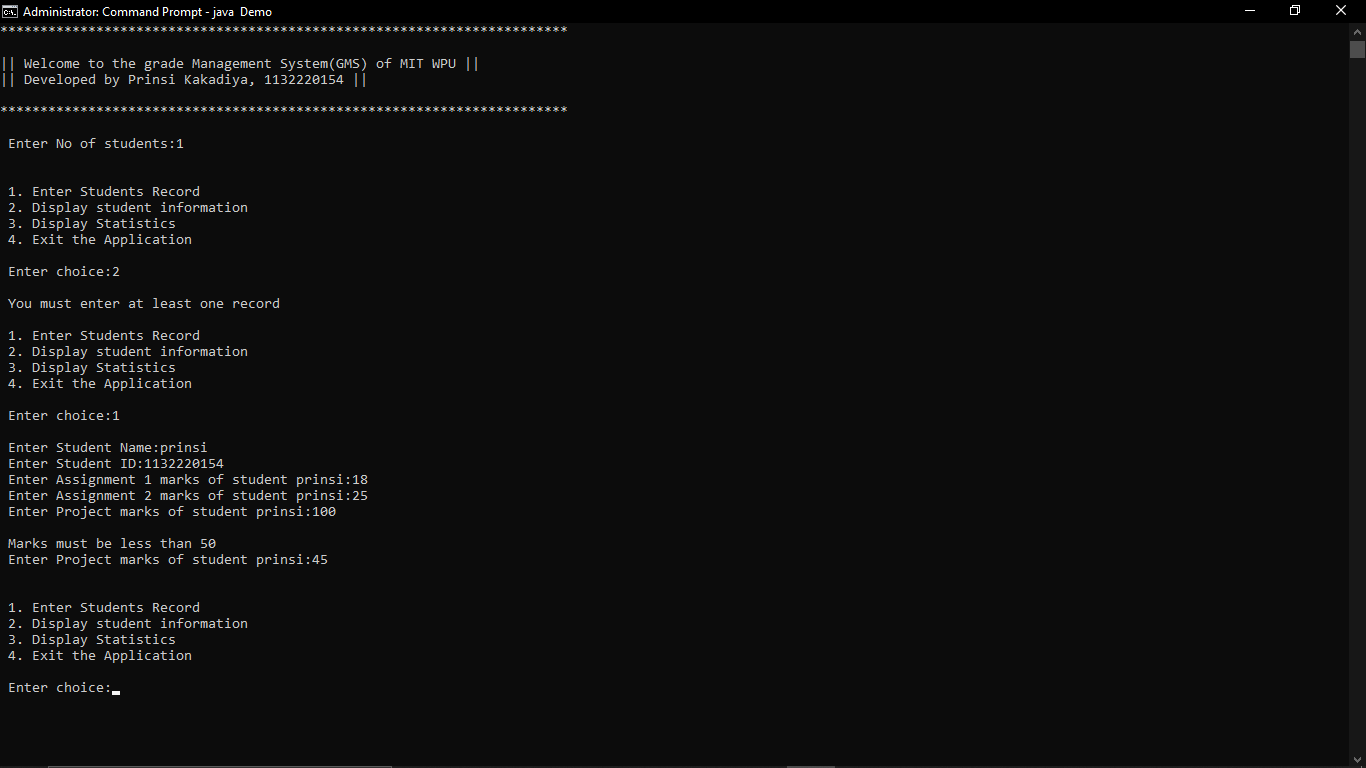 Administrator: Command Prompt - java Demo
***********************************************************************
|| Welcome to the grade Management System(GMS) of MIT WPU ||
|| Developed by Prinsi Kakadiya, 1132220154 ||
***********************************************************************
Enter No of students:1
1. Enter Students Record
2. Display student information
3. Display Statistics
4. Exit the Application
Enter choice:2
You must enter at least one record
1. Enter Students Record
2. Display student information
3. Display Statistics
4. Exit the Application
Enter choice:1
Enter Student Name:prinsi
Enter Student ID:1132220154
Enter Assignment 1 marks of student prinsi:18
Enter Assignment 2 marks of student prinsi:25
Enter Project marks of student prinsi:100
Marks must be less than 50
Enter Project marks of student prinsi:45
1. Enter Students Record
2. Display student information
3. Display Statistics
4. Exit the Application
Enter choice: